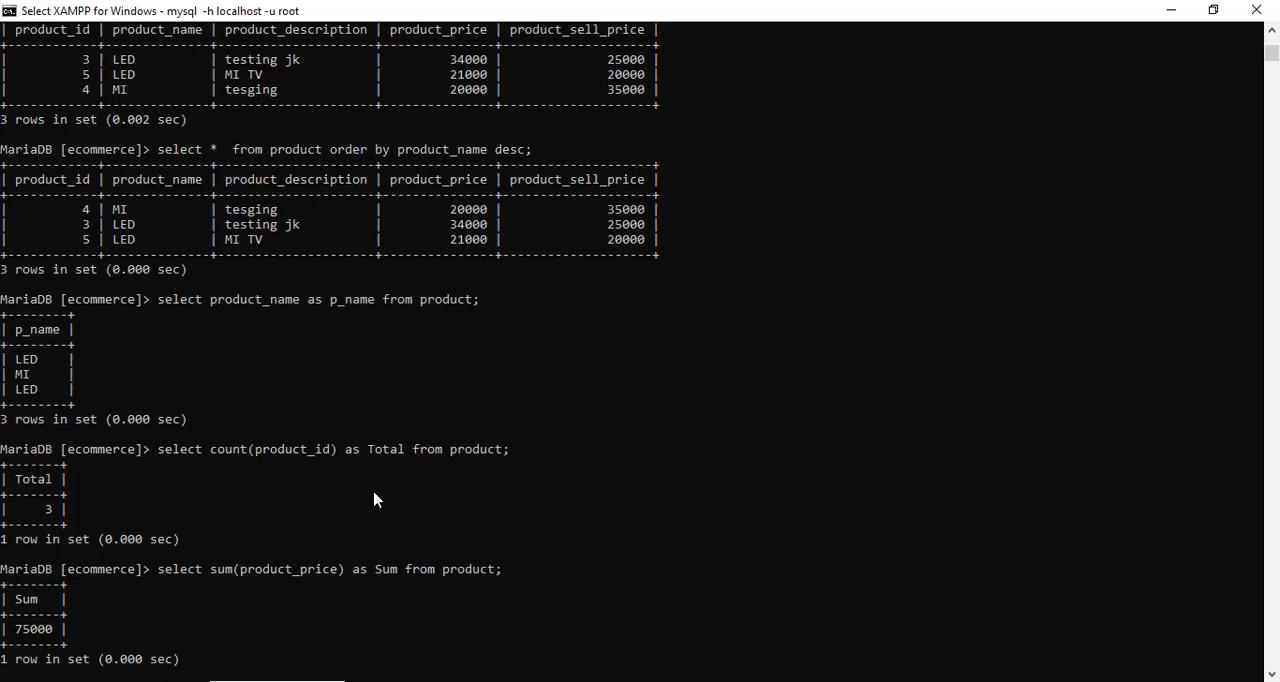 Select XAMPP for Windows - mysql  -h localhost -u root
| product_id | product_name | product_description | product_price | product_sell_price |
+------------+--------------+---------------------+---------------+--------------------+
|          3 | LED          | testing jk          |         34000 |              25000 |
|          5 | LED          | MI TV               |         21000 |              20000 |
|          4 | MI           | tesging             |         20000 |              35000 |
+------------+--------------+---------------------+---------------+--------------------+
3 rows in set (0.002 sec)
MariaDB [ecommerce]> select *  from product order by product_name desc;
+------------+--------------+---------------------+---------------+--------------------+
| product_id | product_name | product_description | product_price | product_sell_price |
+------------+--------------+---------------------+---------------+--------------------+
|          4 | MI           | tesging             |         20000 |              35000 |
|          3 | LED          | testing jk          |         34000 |              25000 |
|          5 | LED          | MI TV               |         21000 |              20000 |
+------------+--------------+---------------------+---------------+--------------------+
3 rows in set (0.000 sec)
MariaDB [ecommerce]> select product_name as p_name from product;
+--------+
| p_name |
+--------+
| LED    |
| MI     |
| LED    |
+--------+
3 rows in set (0.000 sec)
MariaDB [ecommerce]> select count(product_id) as Total from product;
+-------+
| Total |
+-------+
|     3 |
+-------+
1 row in set (0.000 sec)
MariaDB [ecommerce]> select sum(product_price) as Sum from product;
+-------+
| Sum   |
+-------+
| 75000 |
+-------+
1 row in set (0.000 sec)